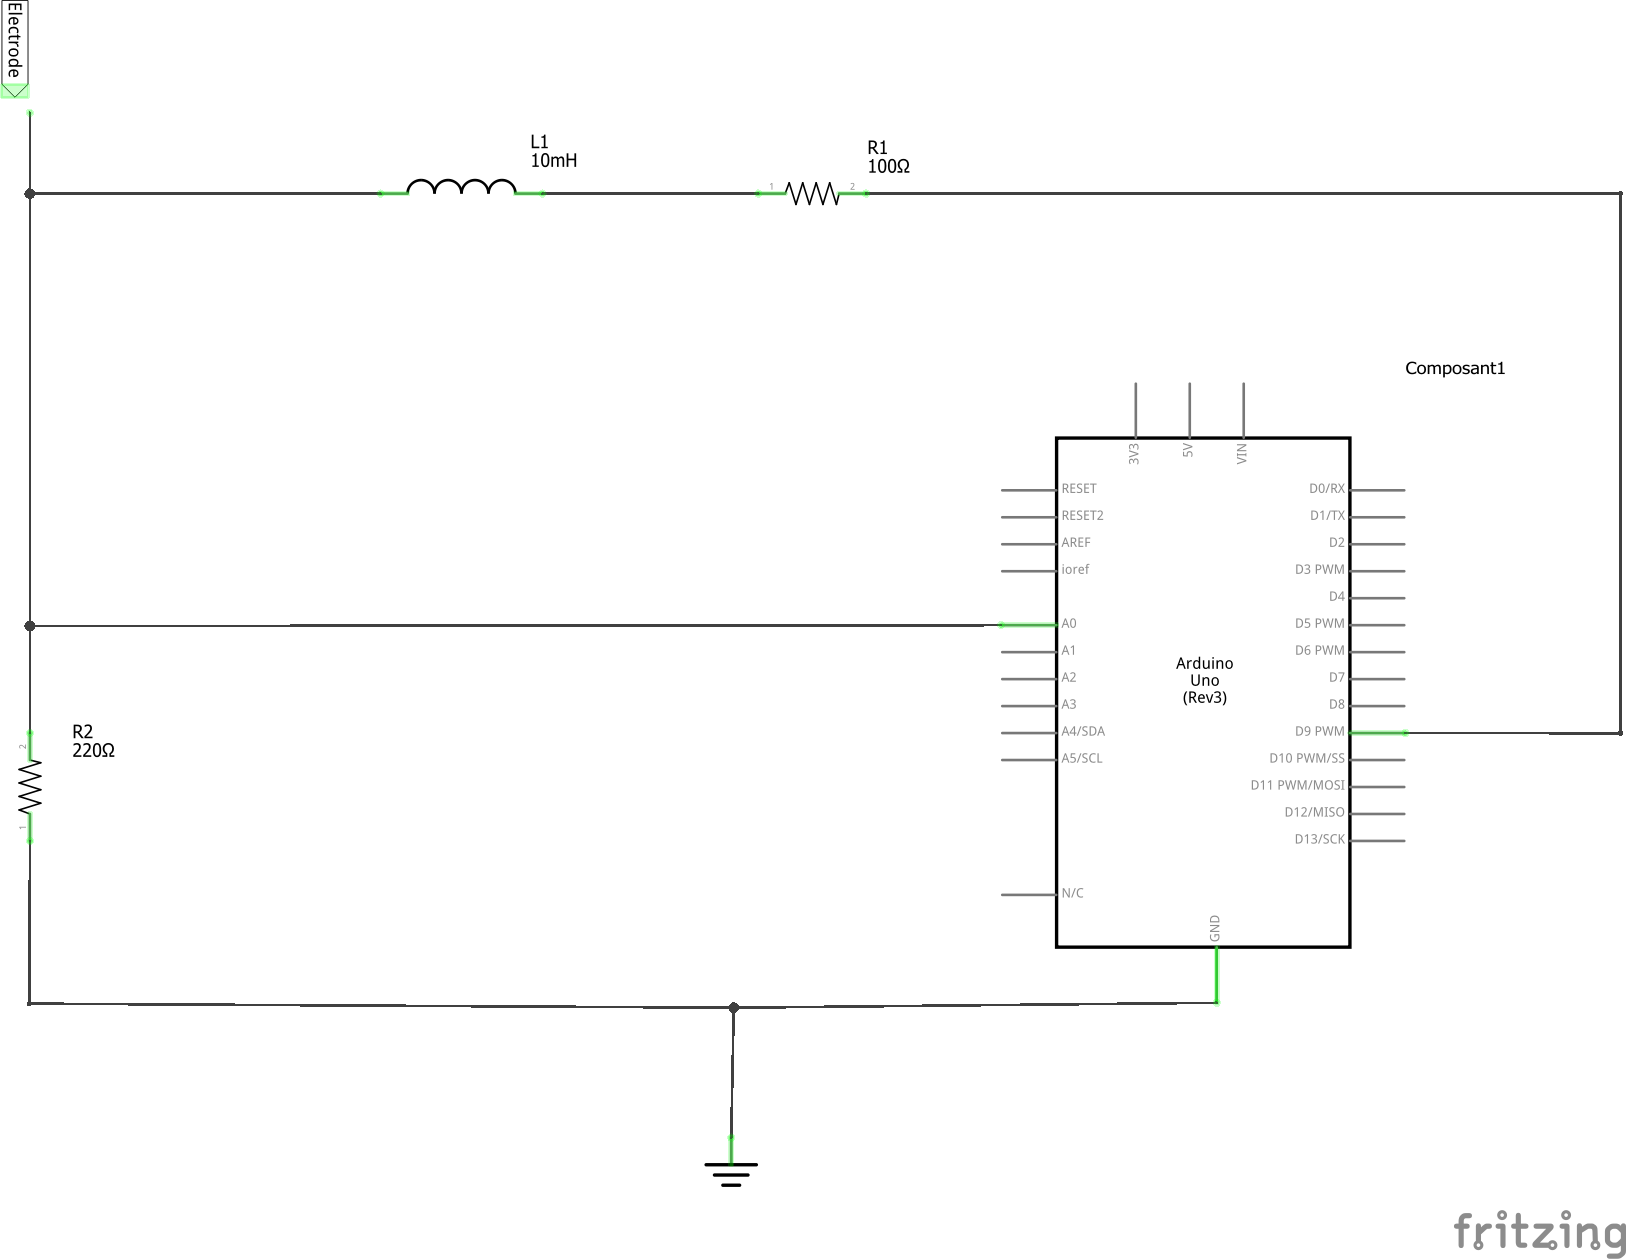 Electrode
L1
10mH
R1
100Ω
1
2
Composant1
3V3
5V
VIN
RESET
RESET2
AREF
ioref
A0
A1
A2
A3
A4/SDA
A5/SCL
N/C
Arduino
Uno
(Rev3)
D0/RX
D1/TX
D2
D3 PWM
D4
D5 PWM
D6 PWM
D7
D8
D9 PWM
D10 PWM/SS
D11 PWM/MOSI
D12/MISO
D13/SCK
GND
R2
220Ω
2
1
fritzing